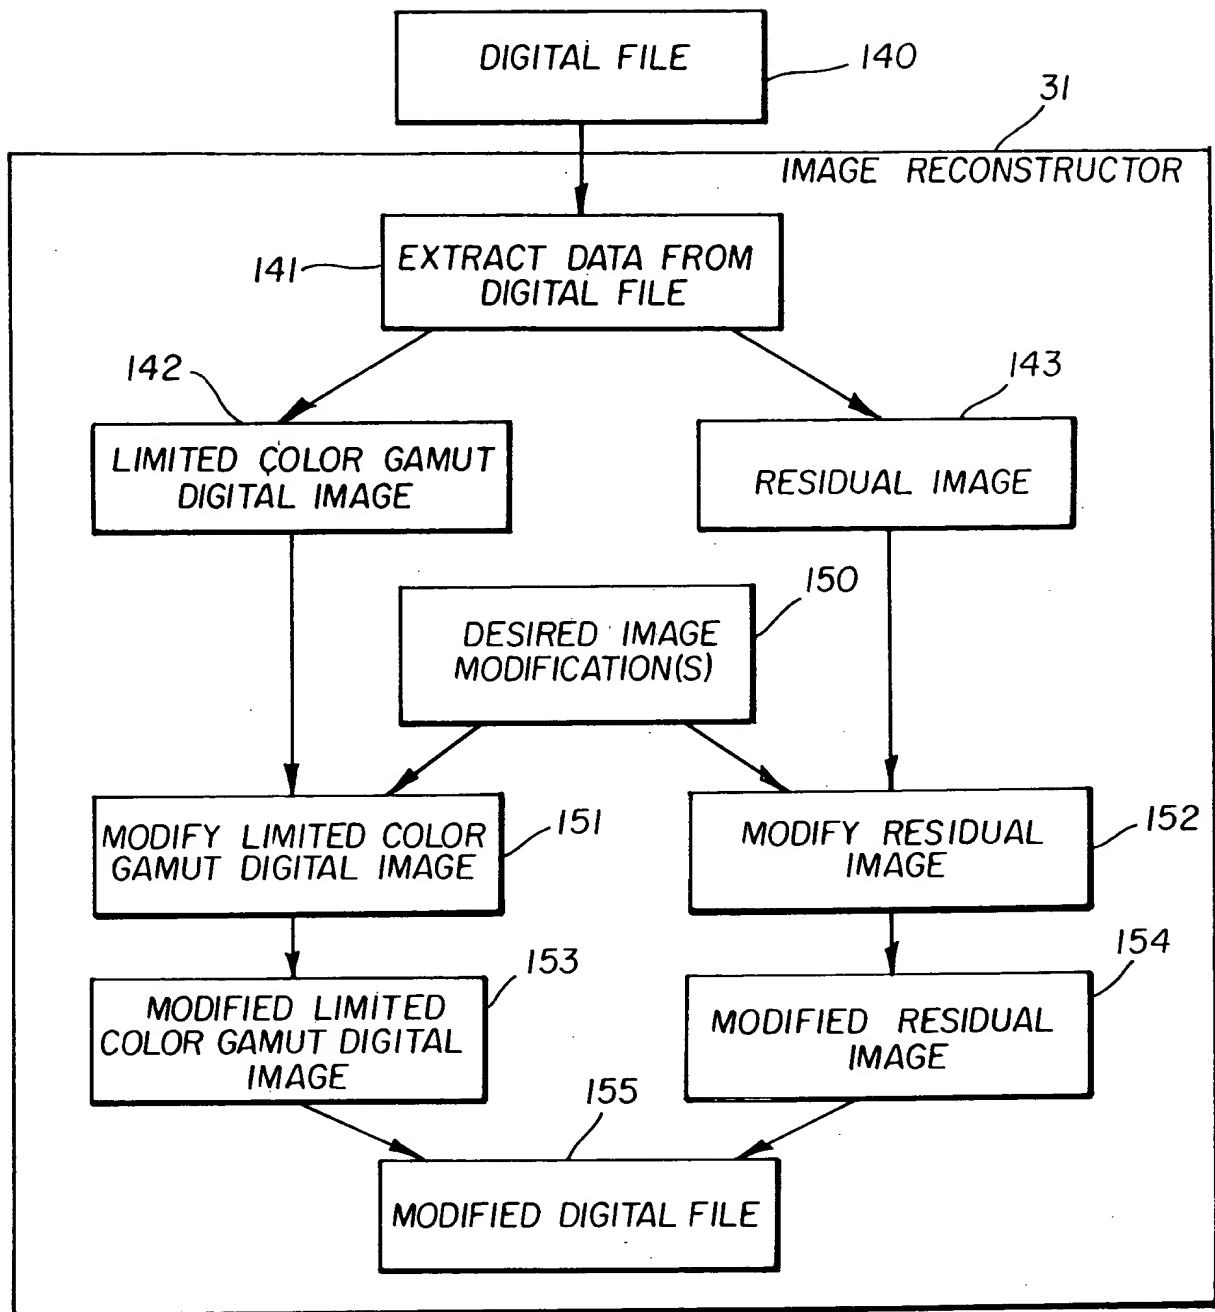 DIGITAL FILE
140
31
IMAGE RECONSTRUCTOR
141
EXTRACT DATA FROM
DIGITAL FILE
142
143
LIMITED COLOR GAMUT
DIGITAL IMAGE
RESIDUAL IMAGE
150
DESIRED IMAGE
MODIFICATION(S)
MODIFY LIMITED COLOR
GAMUT DIGITAL IMAGE
151
MODIFY RESIDUAL
IMAGE
152
153
MODIFIED LIMITED
COLOR GAMUT DIGITAL
IMAGE
154
MODIFIED RESIDUAL
IMAGE
155
MODIFIED DIGITAL FILE